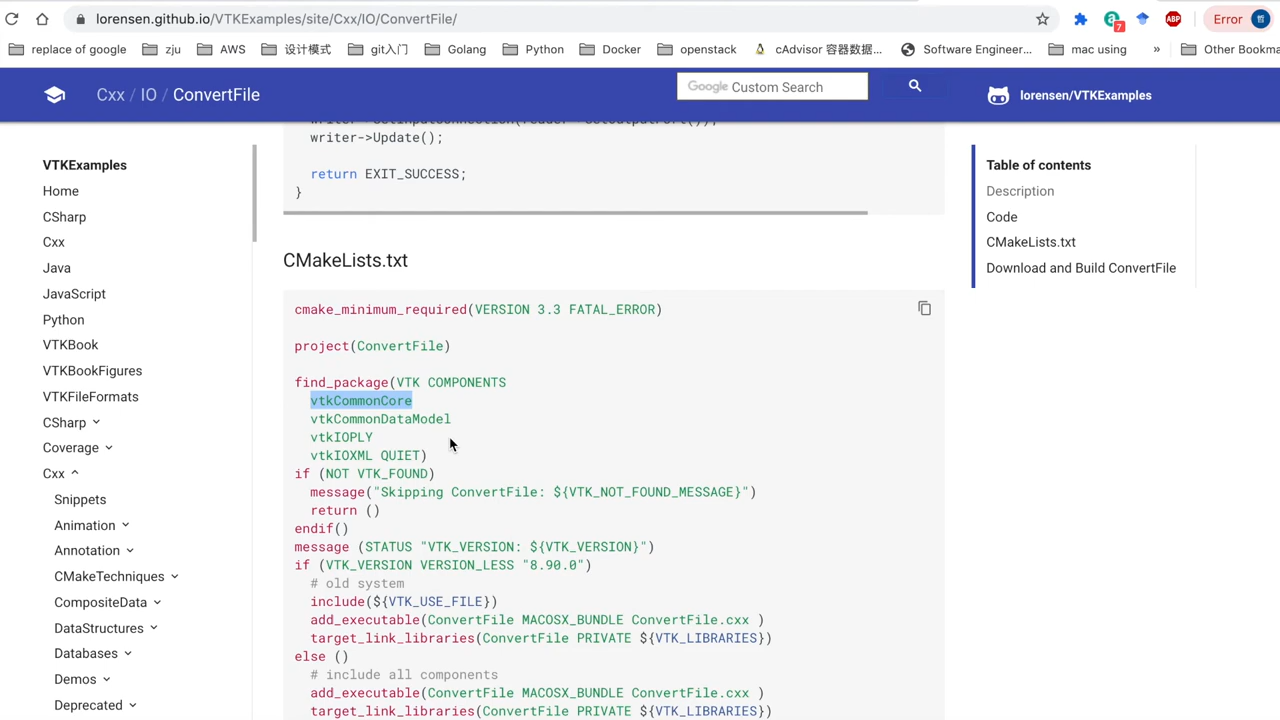 lorensen.github.io/VTKExamples/site/Cxx/IO/ConvertFile/
7
ABP
Error
哲
replace of google
zju
AWS
设计模式
git入门
Golang
Python
Docker
openstack
cAdvisor 容器数据...
Software Engineer...
mac using
»
Other Bookma
Cxx / IO / ConvertFile
Google Custom Search
lorensen/VTKExamples
VTKExamples
Home
CSharp
Cxx
Java
JavaScript
Python
VTKBook
VTKBookFigures
VTKFileFormats
CSharp
Coverage
Cxx
Snippets
Animation
Annotation
CMakeTechniques
CompositeData
DataStructures
Databases
Demos
Deprecated
writer->Update();
return EXIT_SUCCESS;
}
CMakeLists.txt
cmake_minimum_required(VERSION 3.3 FATAL_ERROR)
project(ConvertFile)
find_package(VTK COMPONENTS
vtkCommonCore
vtkCommonDataModel
vtkIOPLY
vtkIOXML QUIET)
if (NOT VTK_FOUND)
message("Skipping ConvertFile: ${VTK_NOT_FOUND_MESSAGE}")
return ()
endif()
message (STATUS "VTK_VERSION: ${VTK_VERSION}")
if (VTK_VERSION VERSION_LESS "8.90.0")
# old system
include(${VTK_USE_FILE})
add_executable(ConvertFile MACOSX_BUNDLE ConvertFile.cxx )
target_link_libraries(ConvertFile PRIVATE ${VTK_LIBRARIES})
else ()
# include all components
add_executable(ConvertFile MACOSX_BUNDLE ConvertFile.cxx )
target_link_libraries(ConvertFile PRIVATE ${VTK_LIBRARIES})
Table of contents
Description
Code
CMakeLists.txt
Download and Build ConvertFile